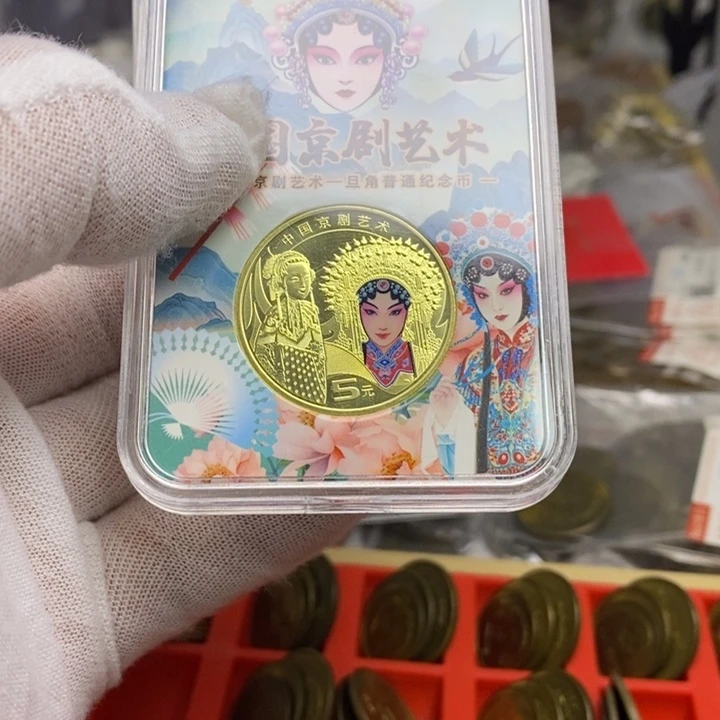 国京剧艺术
京剧艺术—旦角普通纪念币 —
中国京剧艺术
5元